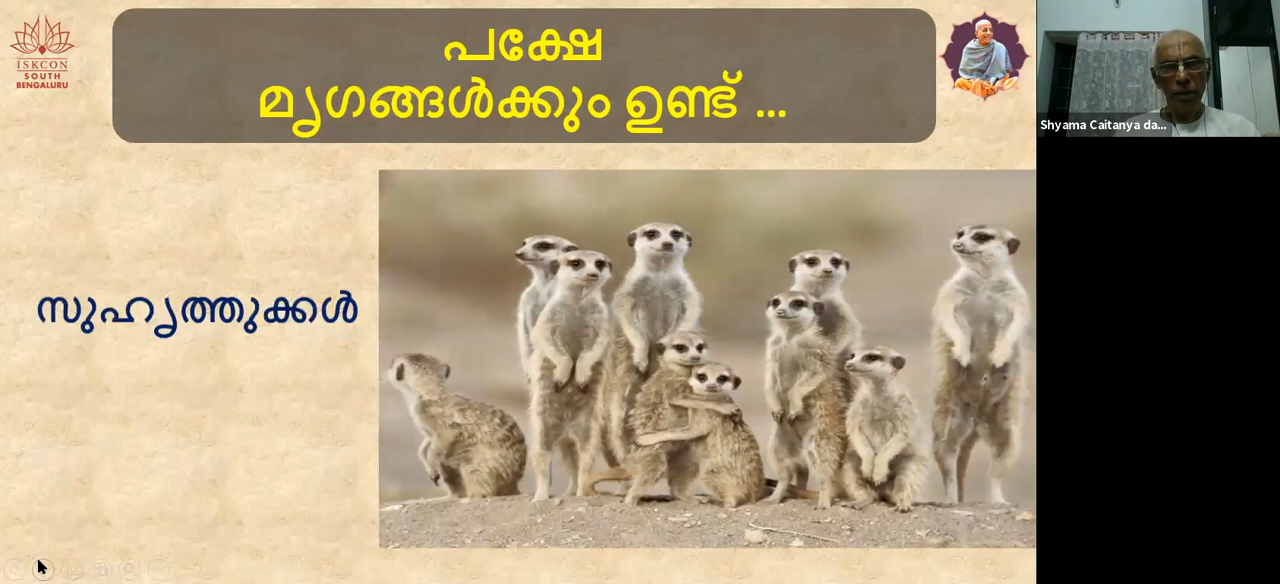 ISKCON
SOUTH
BENGALURU
പക്ഷേ
മൃഗങ്ങൾക്കും ഉണ്ട് ...
സുഹൃത്തുക്കൾ
Shyama Caitanya da...